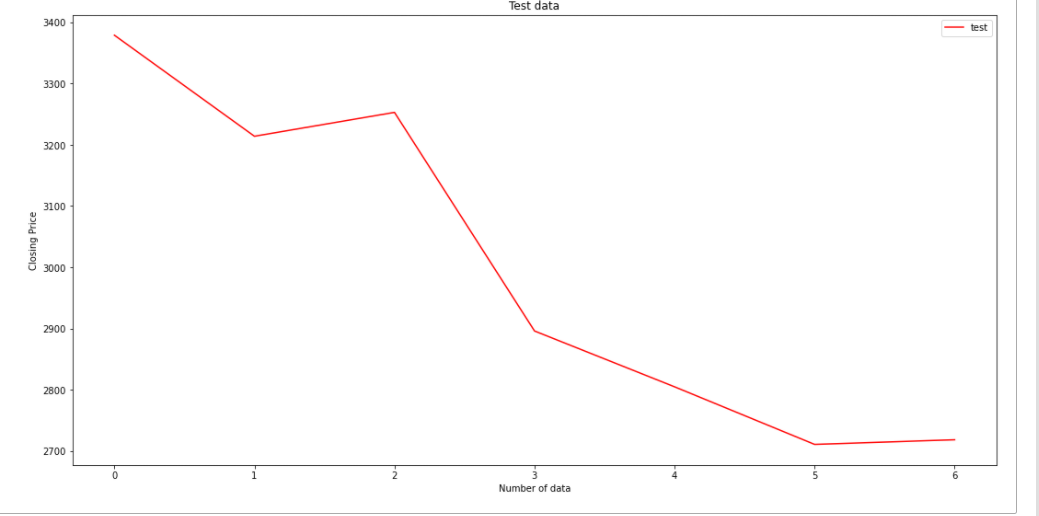 Test data
test
3400
3300
3200
3100
3000
2900
2800
2700
Closing Price
0 1 2 3 4 5 6
Number of data